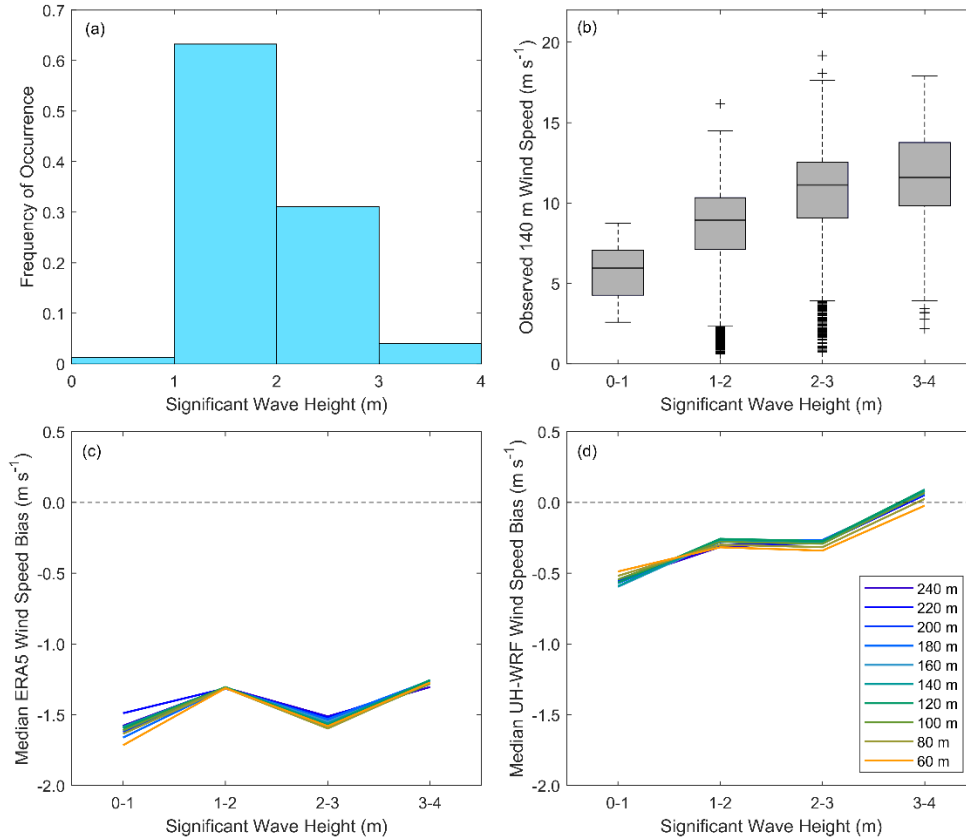 (a)
Frequency of Occurrence
0.7
0.6
0.5
0.4
0.3
0.2
0.1
0
0 1 2 3 4
Significant Wave Height (m)
(b)
Observed 140 m Wind Speed (m s⁻¹)
20
15
10
5
0
0-1 1-2 2-3 3-4
Significant Wave Height (m)
(c)
Median ERA5 Wind Speed Bias (m s⁻¹)
0.5
0.0
-0.5
-1.0
-1.5
-2.0
0-1 1-2 2-3 3-4
Significant Wave Height (m)
(d)
Median UH-WRF Wind Speed Bias (m s⁻¹)
0.5
0.0
-0.5
-1.0
-1.5
-2.0
240 m
220 m
200 m
180 m
160 m
140 m
120 m
100 m
80 m
60 m
0-1 1-2 2-3 3-4
Significant Wave Height (m)